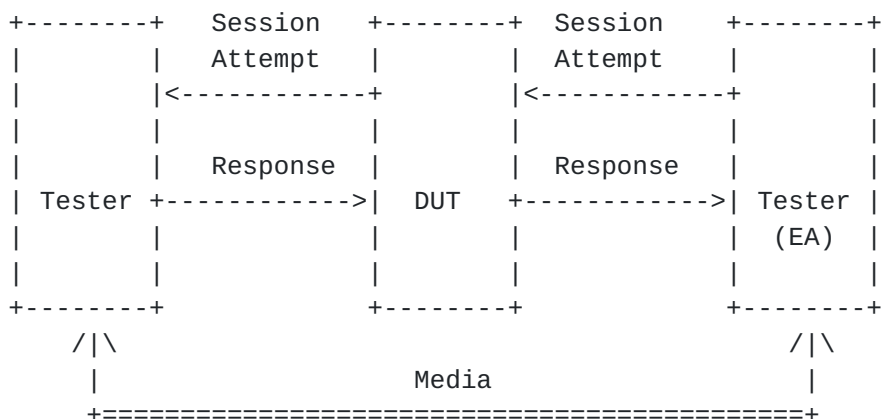 +--------+   Session   +--------+  Session       +--------+
|        |   Attempt   |        |  Attempt       |        |
|        |<------------+        |<------------+  |        |
|        |             |        |                |        |
|        |   Response  |        |  Response      |        |
| Tester +------------>|  DUT   +------------>|  Tester  |
|        |             |        |             |   (EA)   |
|        |             |        |             |          |
+--------+             +--------+             +--------+
/|\                                            /|\
|                    Media                     |
+==============================================+